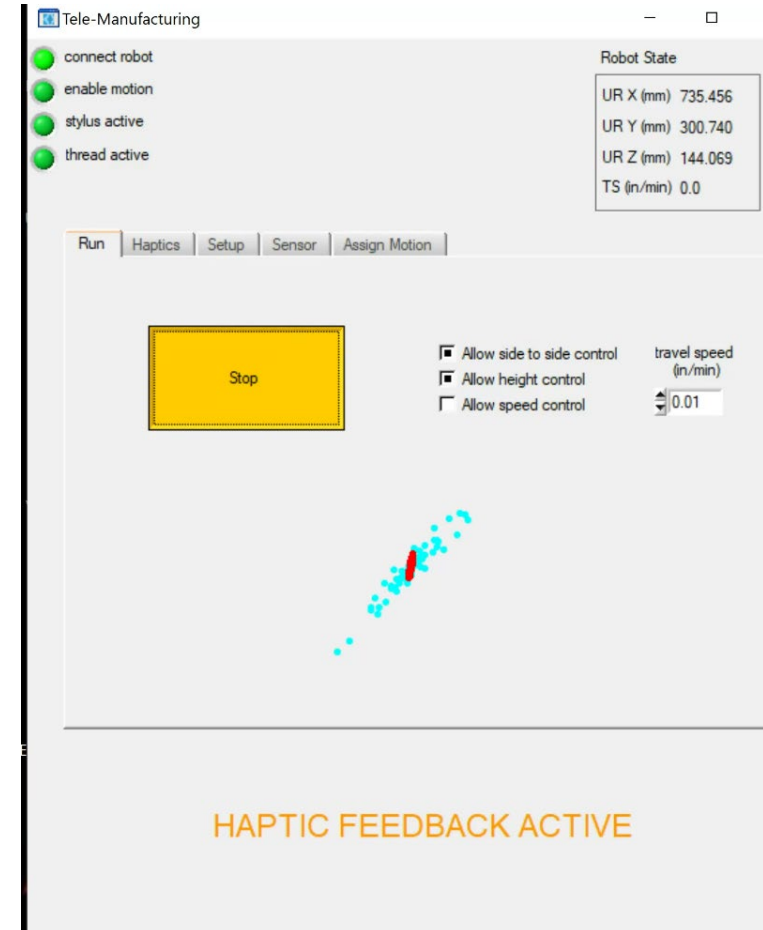 Tele-Manufacturing
connect robot
enable motion
stylus active
thread active
Robot State
UR X (mm) 735.456
UR Y (mm) 300.740
UR Z (mm) 144.069
TS (in/min) 0.0
Run Haptics Setup Sensor Assign Motion
Stop
Allow side to side control
Allow height control
Allow speed control
travel speed
(in/min)
0.01
HAPTIC FEEDBACK ACTIVE